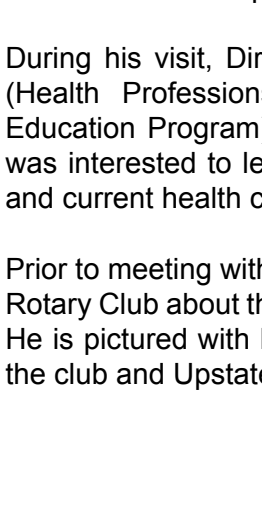 During his visit, Dir
(Health Profession
Education Program
was interested to le
and current health c

Prior to meeting with
Rotary Club about th
He is pictured with
the club and Upstate